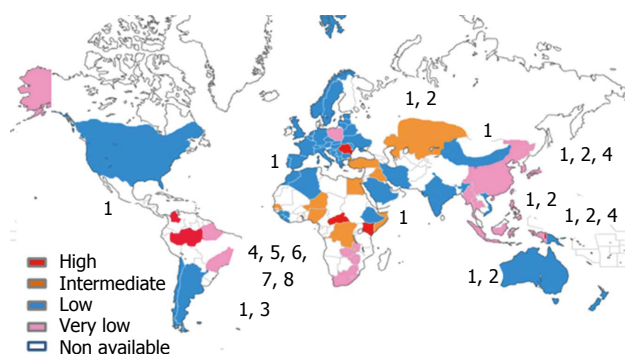 1, 2
1
1, 2, 4
1
1, 2
1
1
1, 2, 4
4, 5, 6,
7, 8
1, 2
1, 3
High
Intermediate
Low
Very low
Non available